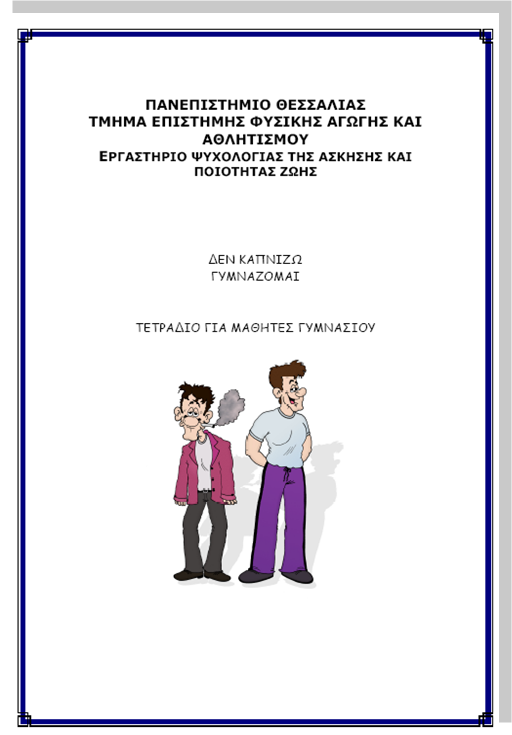 ΠΑΝΕΠΙΣΤΗΜΙΟ ΘΕΣΣΑΛΙΑΣ
ΤΜΗΜΑ ΕΠΙΣΤΗΜΗΣ ΦΥΣΙΚΗΣ ΑΓΩΓΗΣ ΚΑΙ
ΑΘΛΗΤΙΣΜΟΥ
ΕΡΓΑΣΤΗΡΙΟ ΨΥΧΟΛΟΓΙΑΣ ΤΗΣ ΑΣΚΗΣΗΣ ΚΑΙ
ΠΟΙΟΤΗΤΑΣ ΖΩΗΣ
ΔΕΝ ΚΑΠΝΙΖΩ
ΓΥΜΝΑΖΟΜΑΙ
ΤΕΤΡΑΔΙΟ ΓΙΑ ΜΑΘΗΤΕΣ ΓΥΜΝΑΣΙΟΥ